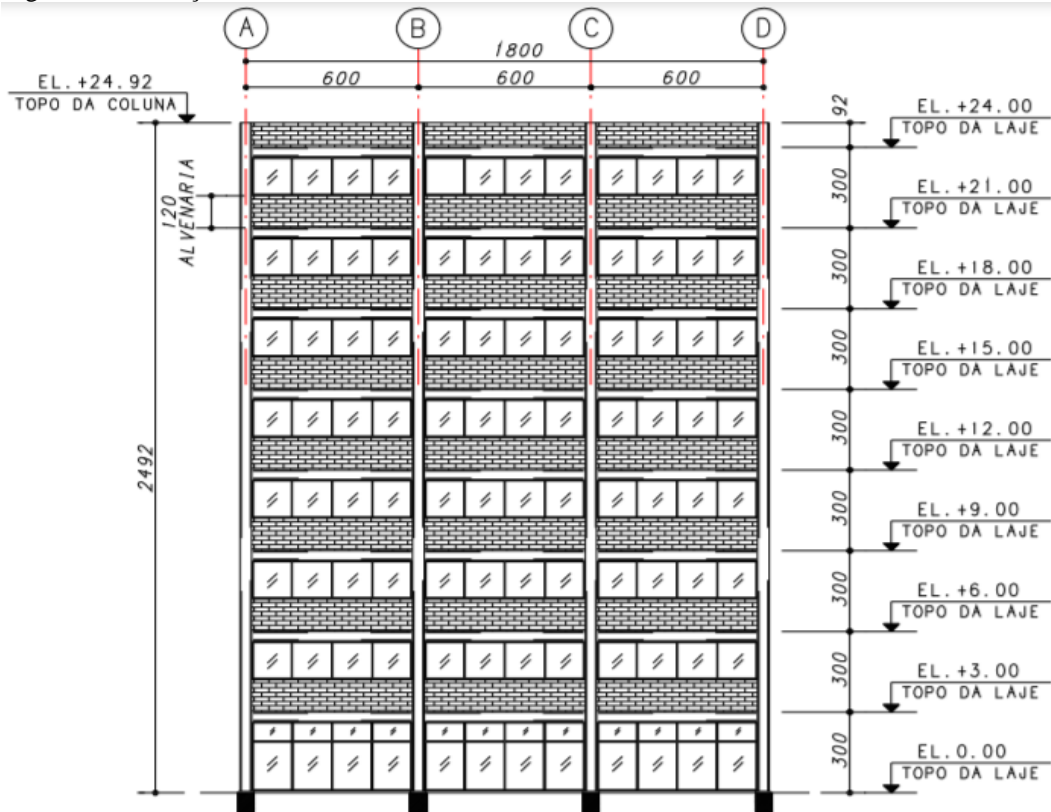 A B C D
1800
600 600 600
EL.+24.92
TOPO DA COLUNA
92
EL.+24.00
TOPO DA LAJE
300
120
ALVENARIA
EL.+21.00
TOPO DA LAJE
300
EL.+18.00
TOPO DA LAJE
300
EL.+15.00
TOPO DA LAJE
300
2492
EL.+12.00
TOPO DA LAJE
300
EL.+9.00
TOPO DA LAJE
300
EL.+6.00
TOPO DA LAJE
300
EL.+3.00
TOPO DA LAJE
300
EL.0.00
TOPO DA LAJE